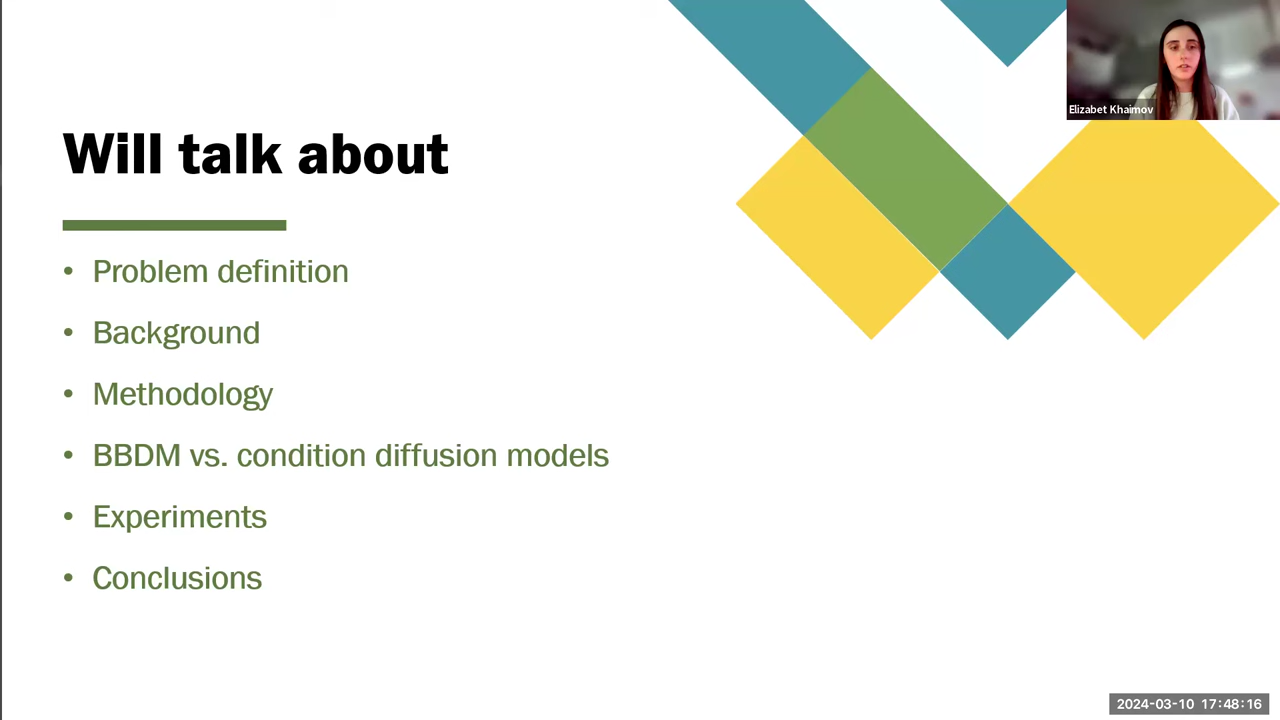 Elizabet Khaimov
Will talk about
• Problem definition
• Background
• Methodology
• BBDM vs. condition diffusion models
• Experiments
• Conclusions
2024-03-10 17:48:16